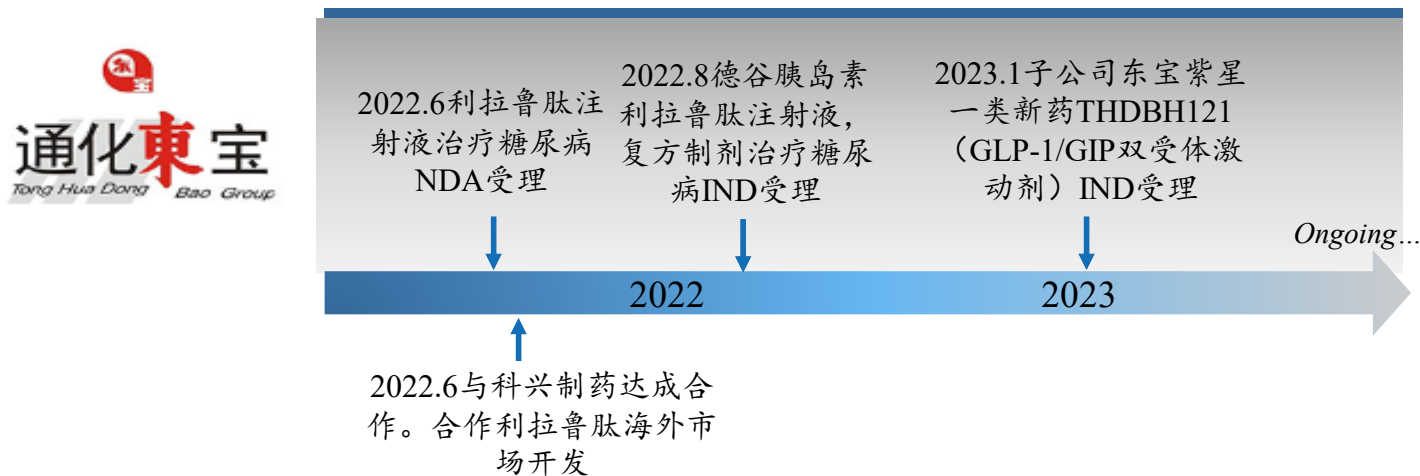 东
宝
通化東宝
Tong Hua Dong Bao Group
2022.6利拉鲁肽注
射液治疗糖尿病
NDA受理
2022.8德谷胰岛素
利拉鲁肽注射液，
复方制剂治疗糖尿
病IND受理
2023.1子公司东宝紫星
一类新药THDBH121
（GLP-1/GIP双受体激
动剂）IND受理
Ongoing…
2022
2023
2022.6与科兴制药达成合
作。合作利拉鲁肽海外市
场开发